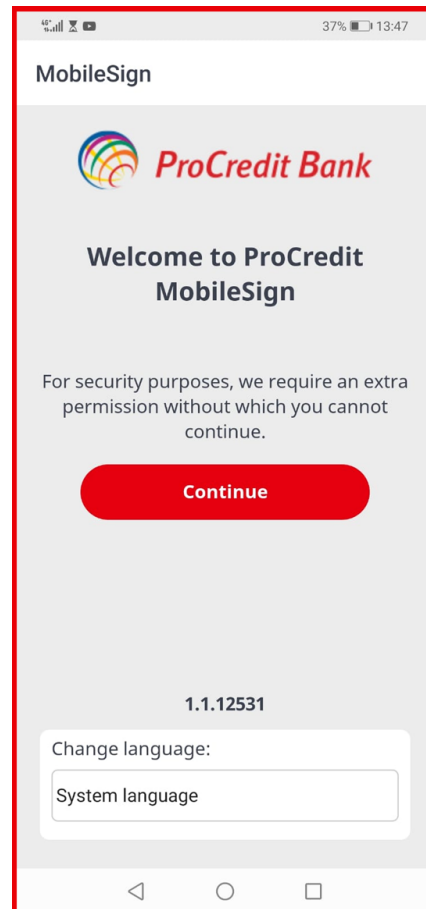 37% 13:47
MobileSign
ProCredit Bank
Welcome to ProCredit
MobileSign
For security purposes, we require an extra
permission without which you cannot
continue.
Continue
1.1.12531
Change language:
System language